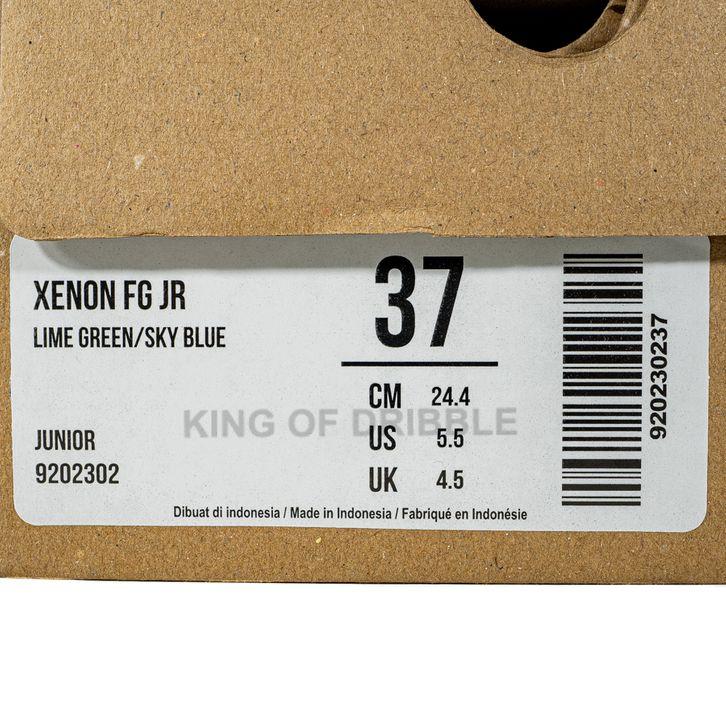 XENON FG JR
LIME GREEN/SKY BLUE
JUNIOR
9202302
37
CM 24.4
US 5.5
UK 4.5
KING OF DRIBBLE
Dibuat di indonesia / Made in Indonesia / Fabriqué en Indonésie
920230237